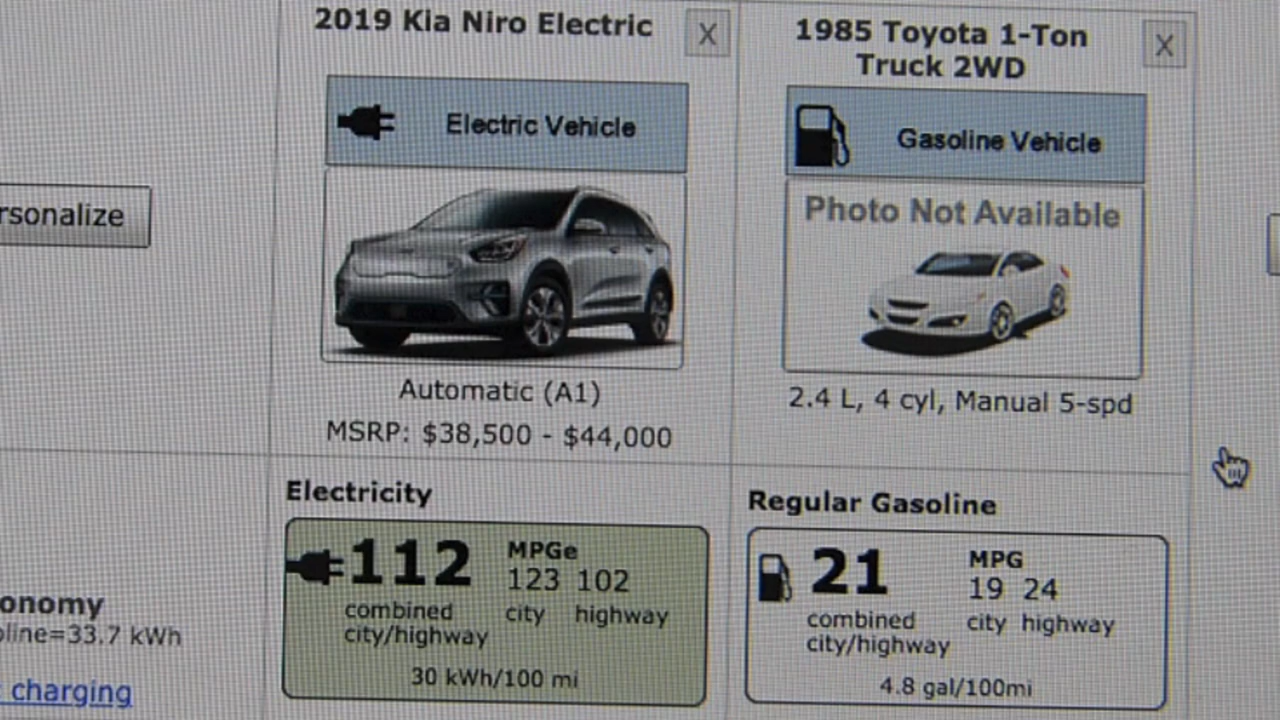 2019 Kia Niro Electric
X
1985 Toyota 1-Ton
Truck 2WD
X
Electric Vehicle
Gasoline Vehicle
Photo Not Available
rsonalize
Automatic (A1)
MSRP: $38,500 - $44,000
2.4 L, 4 cyl, Manual 5-spd
Electricity
112
MPGe
123 102
city highway
combined
city/highway
30 kWh/100 mi
Regular Gasoline
21
MPG
19 24
city highway
combined
city/highway
4.8 gal/100mi
onomy
oline=33.7 kWh
charging